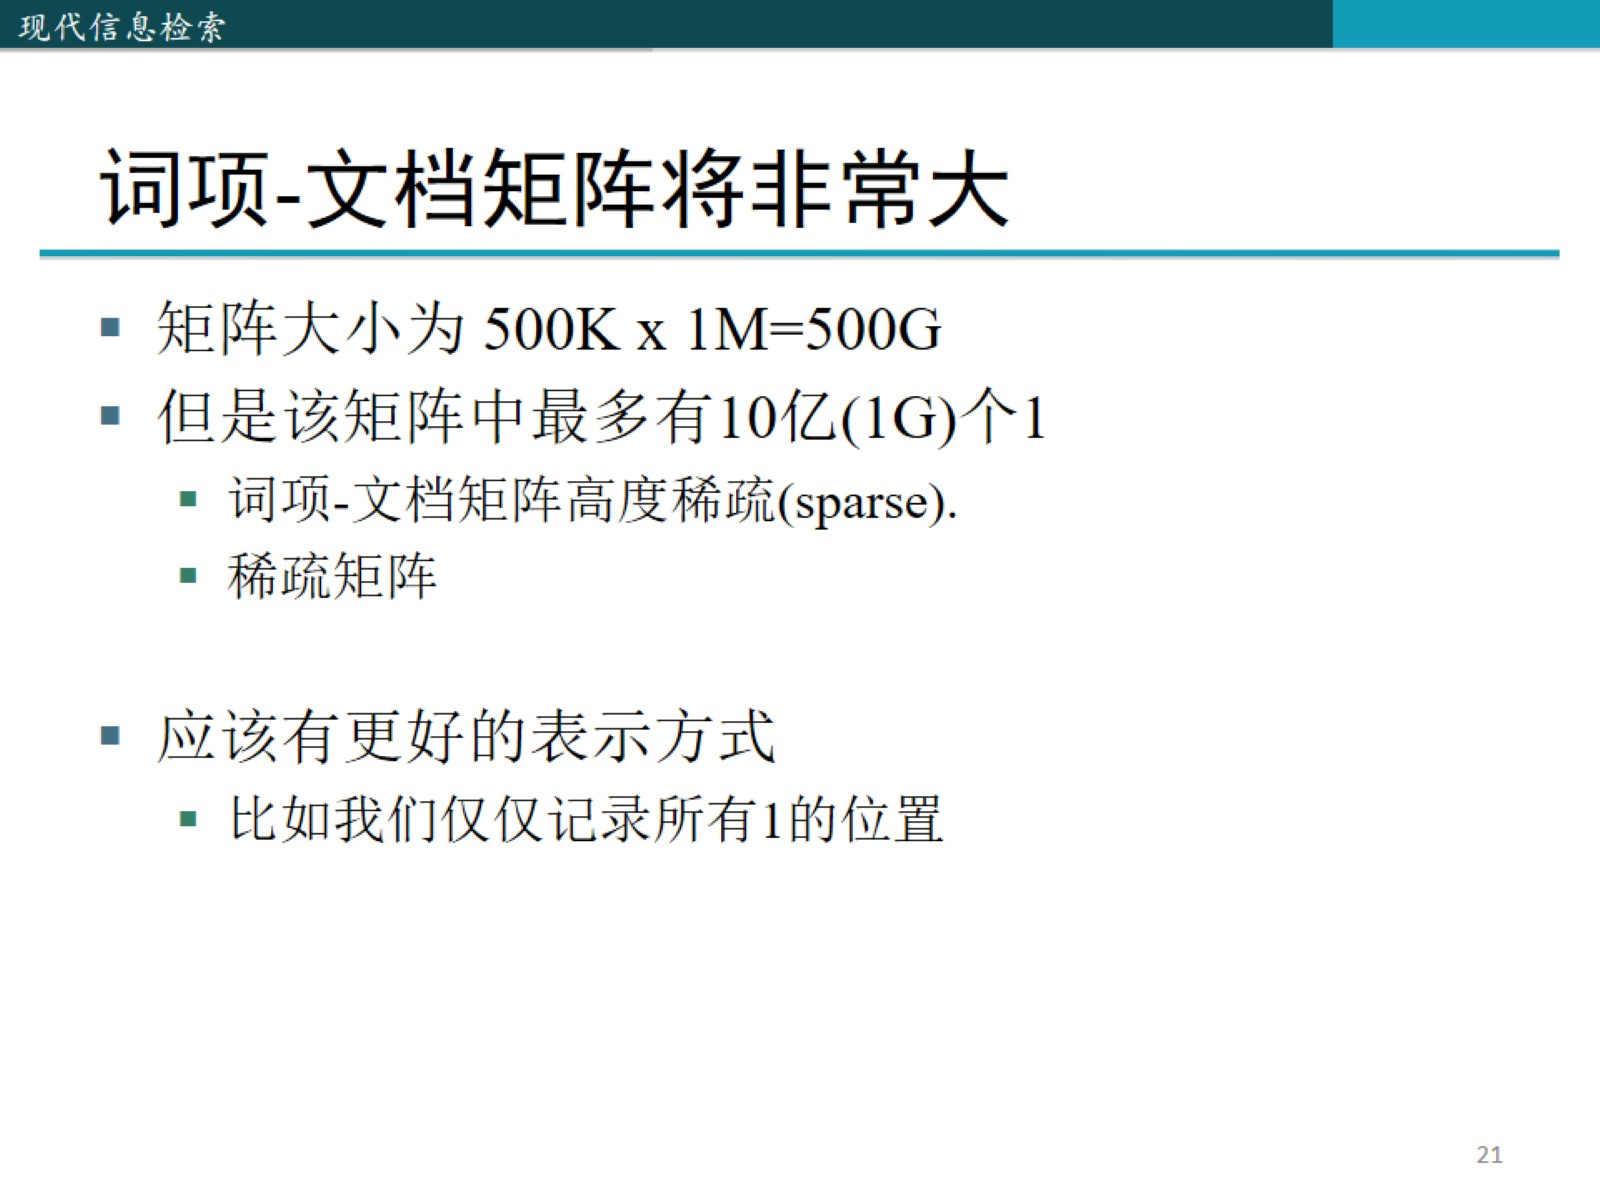 现代信息检索
词项-文档矩阵将非常大
矩阵大小为 500K x 1M=500G
但是该矩阵中最多有10亿(1G)个1
词项-文档矩阵高度稀疏(sparse).
稀疏矩阵
应该有更好的表示方式
比如我们仅仅记录所有1的位置
21